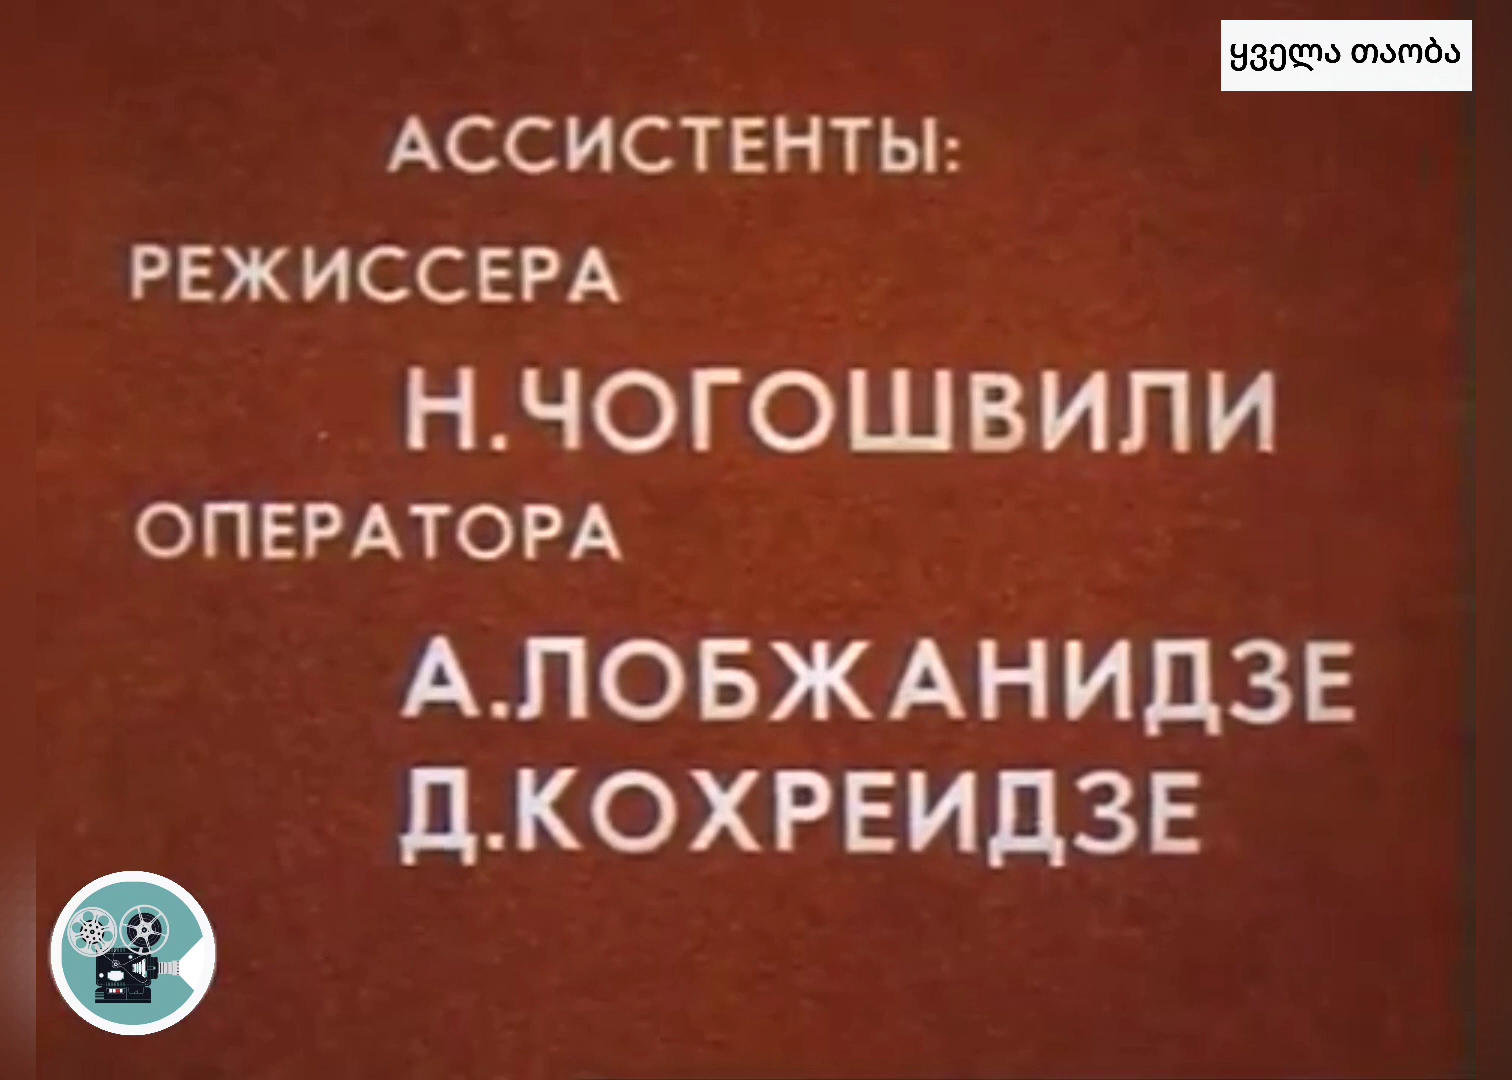 ყველა თაობა
АССИСТЕНТЫ:
РЕЖИССЕРА
Н.ЧОГОШВИЛИ
ОПЕРАТОРА
А.ЛОБЖАНИДЗЕ
Д.КОХРЕИДЗЕ